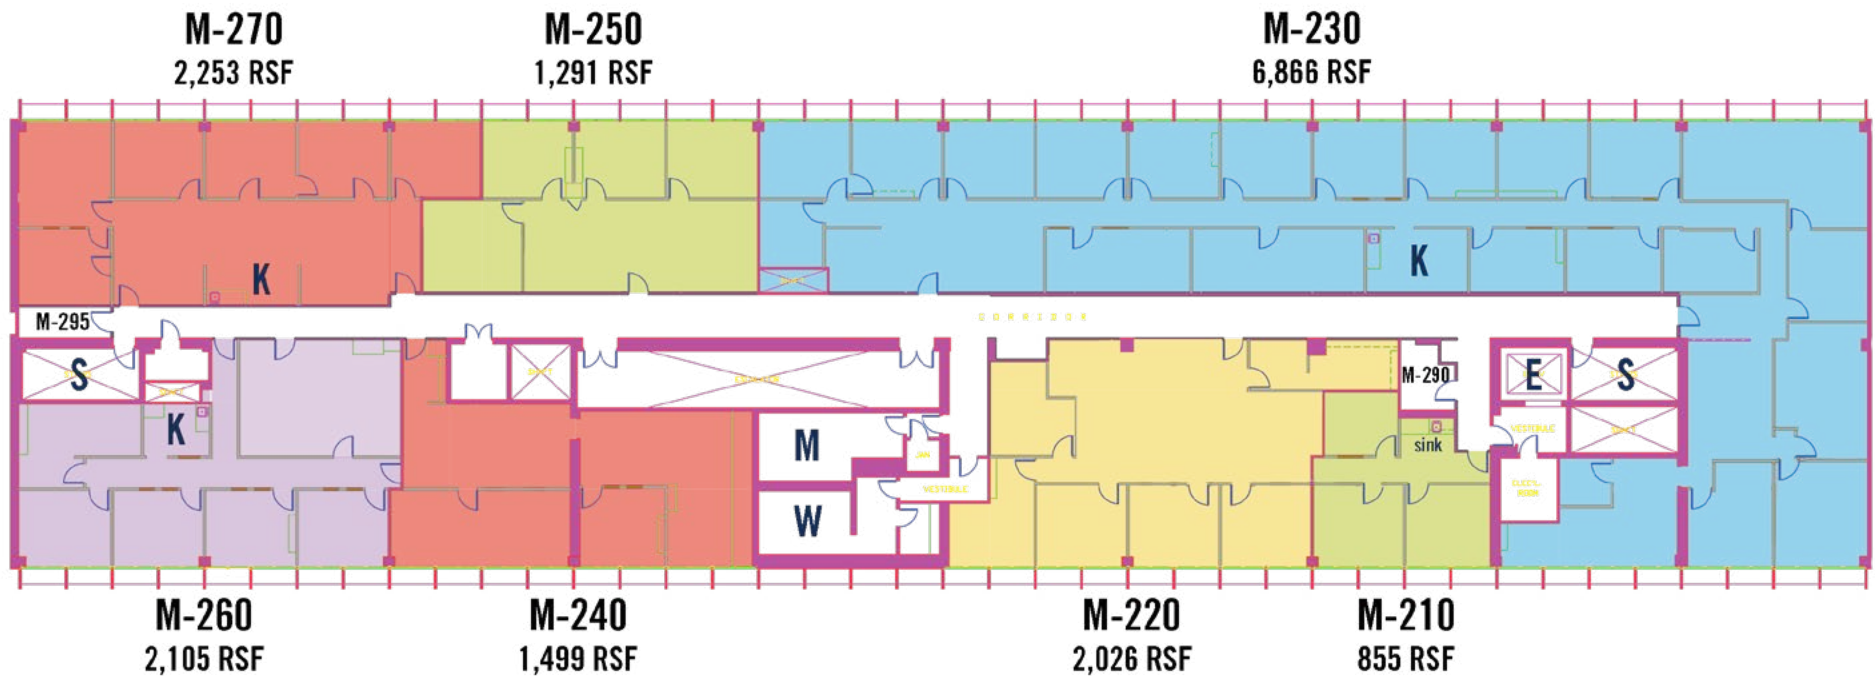 M-270
2,253 RSF
M-250
1,291 RSF
M-230
6,866 RSF
K
K
M-295
CORRIDOR
S
E
S
M-290
K
M
JAN
sink
VESTIBULE
VESTIBULE
W
M-260
2,105 RSF
M-240
1,499 RSF
M-220
2,026 RSF
M-210
855 RSF